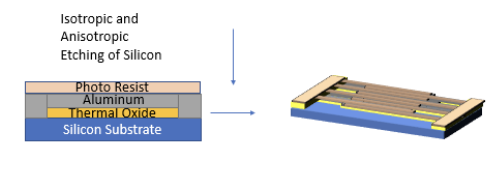 Isotropic and
Anisotropic
Etching of Silicon
Photo Resist
Aluminum
Thermal Oxide
Silicon Substrate